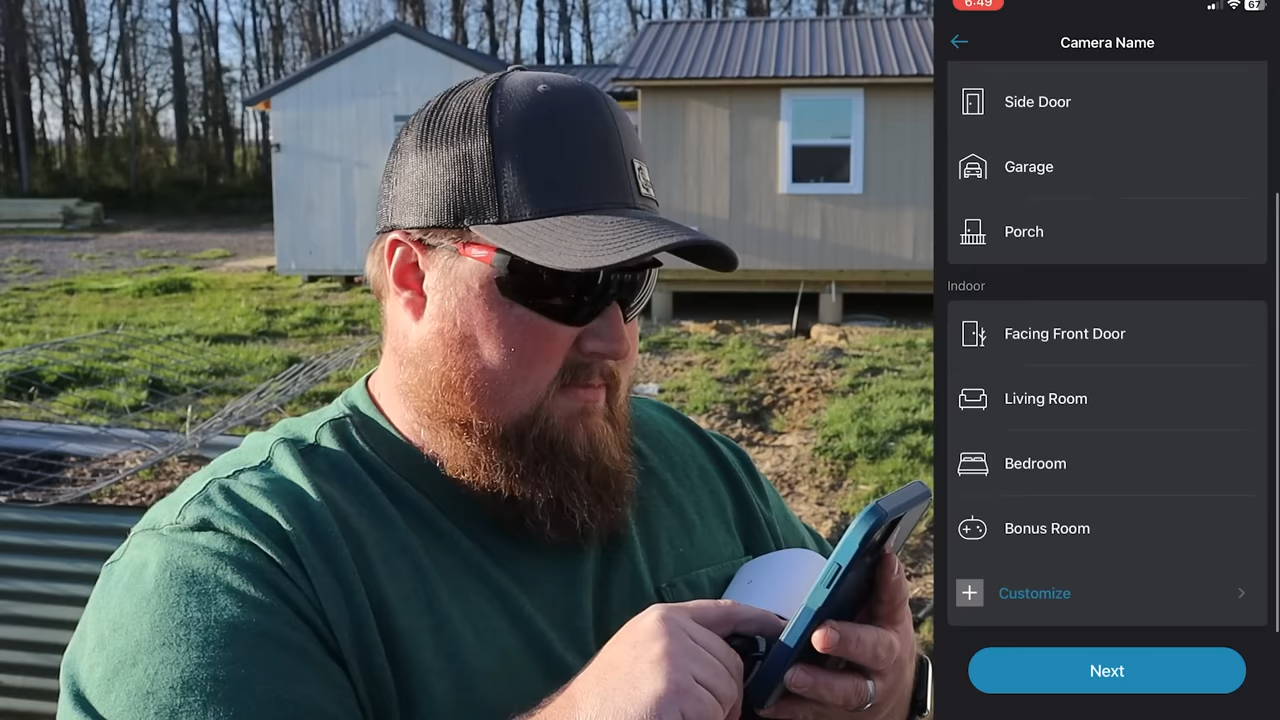 6:49
67
Camera Name
Side Door
Garage
Porch
Indoor
Facing Front Door
Living Room
Bedroom
Bonus Room
Customize
Next